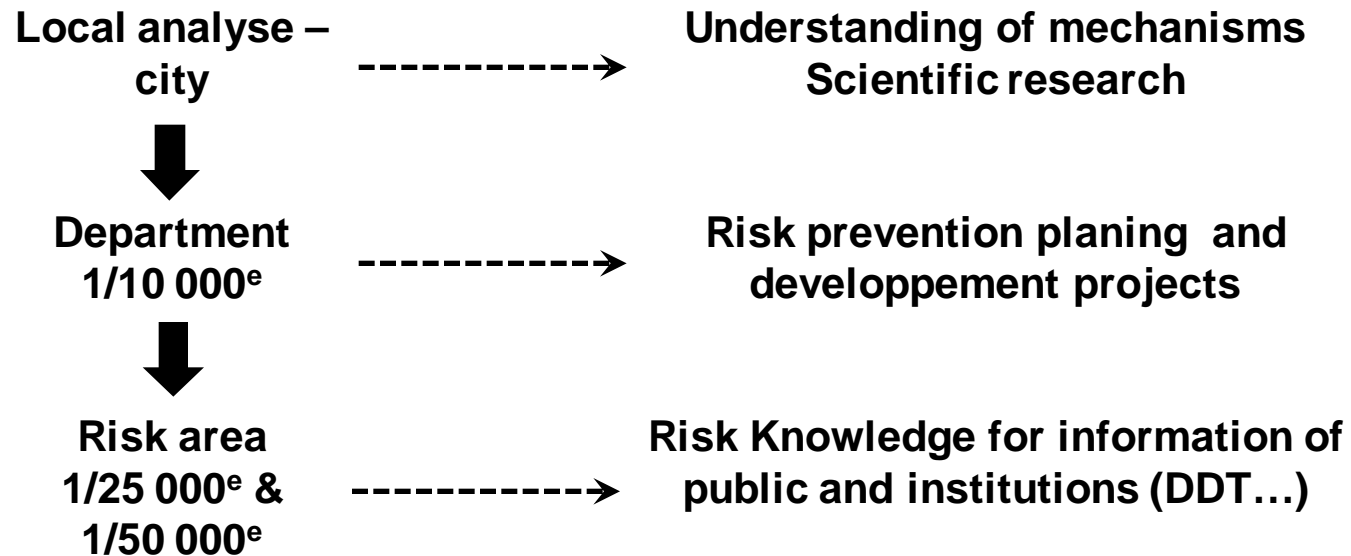 Local analyse –
city
Understanding of mechanisms
Scientific research
Department
1/10 000ᵉ
Risk prevention planing and
developpement projects
Risk area
1/25 000ᵉ &
1/50 000ᵉ
Risk Knowledge for information of
public and institutions (DDT…)